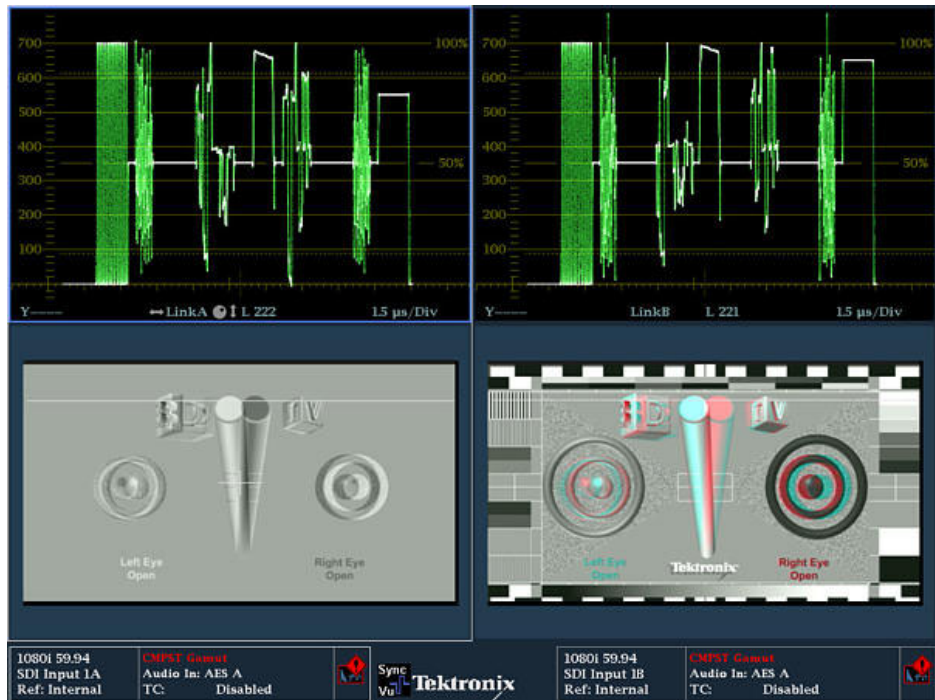 700
600
500
400
300
200
100
100%
50%
Y----
LinkA
L 222
1.5 µs/Div
700
600
500
400
300
200
100
100%
50%
Y----
LinkB
L 221
1.5 µs/Div
3D
TV
Left Eye
Open
Right Eye
Open
3D
TV
Left Eye
Open
Tektronix
Right Eye
Open
1080i 59.94
SDI Input 1A
Ref: Internal
CMPST Gamut
Audio In: AES A
TC: Disabled
Sync
Vu
Tektronix
1080i 59.94
SDI Input 1B
Ref: Internal
CMPST Gamut
Audio In: AES A
TC: Disabled